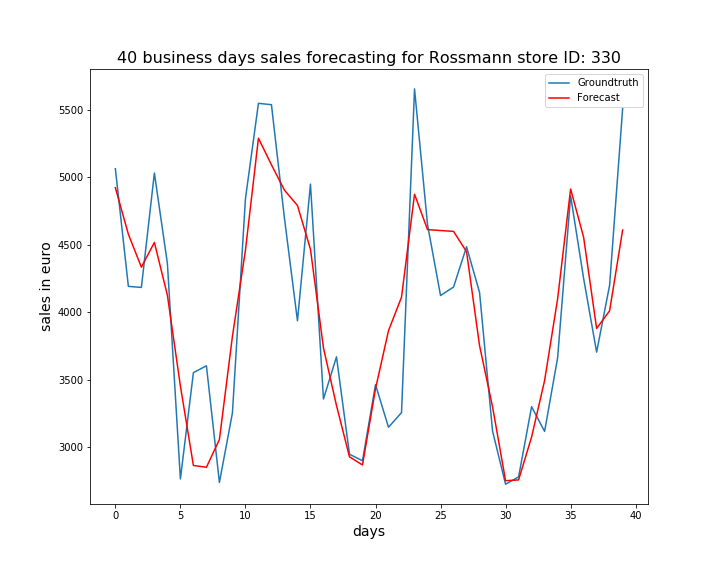 40 business days sales forecasting for Rossmann store ID: 330
Groundtruth
Forecast
sales in euro
5500
5000
4500
4000
3500
3000
0 5 10 15 20 25 30 35 40
days